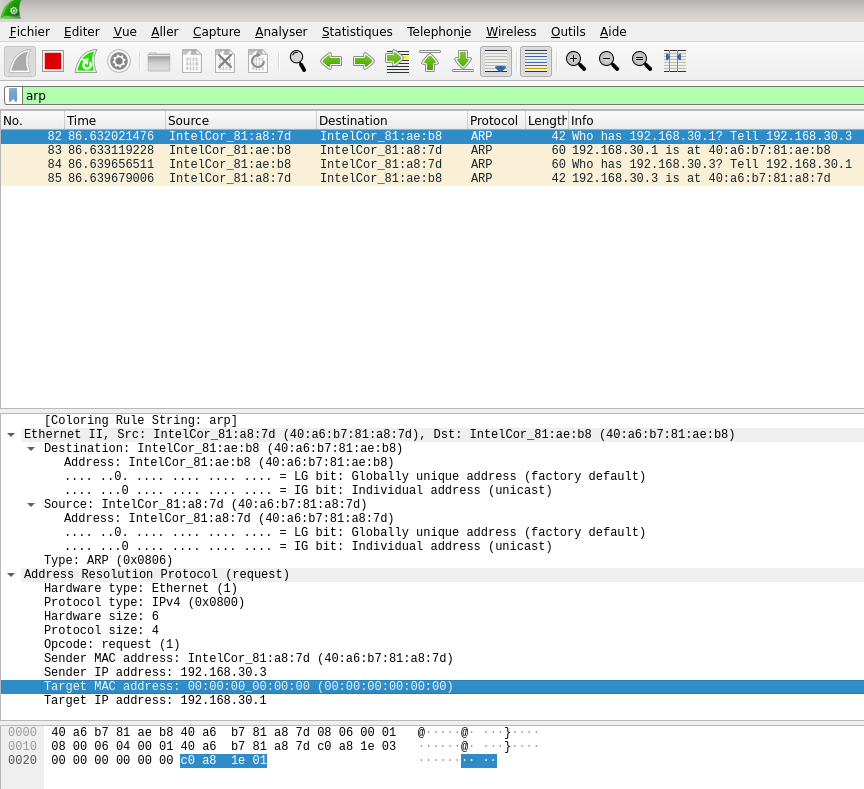 Fichier Editer Vue Aller Capture Analyser Statistiques Telephonie Wireless Outils Aide
arp
No. Time Source Destination Protocol Length Info
82 86.632021476 IntelCor_81:a8:7d IntelCor_81:ae:b8 ARP 42 Who has 192.168.30.1? Tell 192.168.30.3
83 86.633119228 IntelCor_81:ae:b8 IntelCor_81:a8:7d ARP 60 192.168.30.1 is at 40:a6:b7:81:ae:b8
84 86.639656511 IntelCor_81:ae:b8 IntelCor_81:a8:7d ARP 60 Who has 192.168.30.3? Tell 192.168.30.1
85 86.639679006 IntelCor_81:a8:7d IntelCor_81:ae:b8 ARP 42 192.168.30.3 is at 40:a6:b7:81:a8:7d
[Coloring Rule String: arp]
Ethernet II, Src: IntelCor_81:a8:7d (40:a6:b7:81:a8:7d), Dst: IntelCor_81:ae:b8 (40:a6:b7:81:ae:b8)
Destination: IntelCor_81:ae:b8 (40:a6:b7:81:ae:b8)
Address: IntelCor_81:ae:b8 (40:a6:b7:81:ae:b8)
.... ..0. .... .... .... .... = LG bit: Globally unique address (factory default)
.... ...0 .... .... .... .... = IG bit: Individual address (unicast)
Source: IntelCor_81:a8:7d (40:a6:b7:81:a8:7d)
Address: IntelCor_81:a8:7d (40:a6:b7:81:a8:7d)
.... ..0. .... .... .... .... = LG bit: Globally unique address (factory default)
.... ...0 .... .... .... .... = IG bit: Individual address (unicast)
Type: ARP (0x0806)
Address Resolution Protocol (request)
Hardware type: Ethernet (1)
Protocol type: IPv4 (0x0800)
Hardware size: 6
Protocol size: 4
Opcode: request (1)
Sender MAC address: IntelCor_81:a8:7d (40:a6:b7:81:a8:7d)
Sender IP address: 192.168.30.3
Target MAC address: 00:00:00_00:00:00 (00:00:00:00:00:00)
Target IP address: 192.168.30.1
0000 40 a6 b7 81 ae b8 40 a6 b7 81 a8 7d 08 06 00 01 @·····@· ···}····
0010 08 00 06 04 00 01 40 a6 b7 81 a8 7d c0 a8 1e 03 ······@· ···}····
0020 00 00 00 00 00 00 c0 a8 1e 01 ········ ··